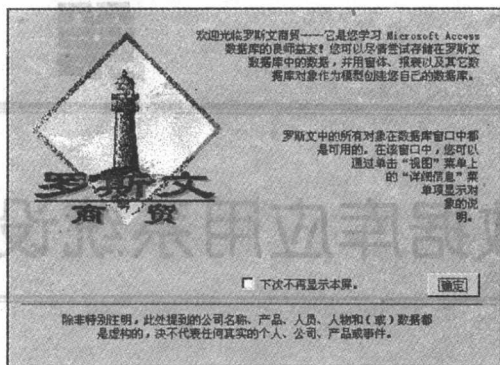 欢迎光临罗斯文商贸----它是您学习 Microsoft Access
数据库的良师益友！您可以尽情尝试存储在罗斯文
数据库中的数据，并用窗体、报表以及其它数
据库对象作为模型创建您自己的数据库。
罗斯文中的所有对象在数据库窗口中都
是可用的。在该窗口中，您可以
通过单击“视图”菜单上
的“详细信息”菜
单项显示对
象的说
明。
罗斯文
商 贸
下次不再显示本屏。
确定
除非特别注明，此处提到的公司名称、产品、人员、人物和(或)数据都
是虚构的，决不代表任何真实的个人、公司、产品或事件。
数据库应用系统设